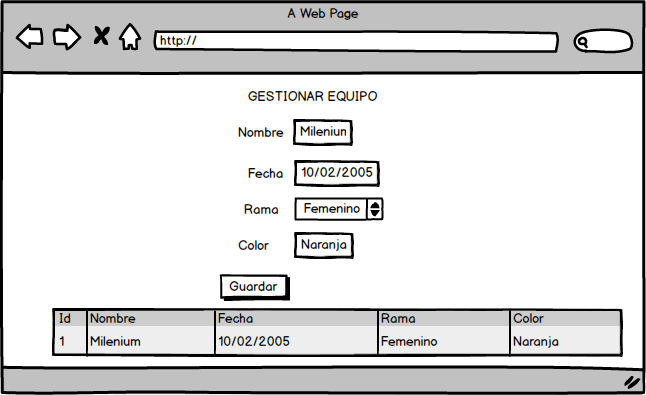 A Web Page
http://
GESTIONAR EQUIPO
Nombre Mileniun
Fecha 10/02/2005
Rama Femenino
Color Naranja
Guardar
Id Nombre Fecha Rama Color
1 Milenium 10/02/2005 Femenino Naranja